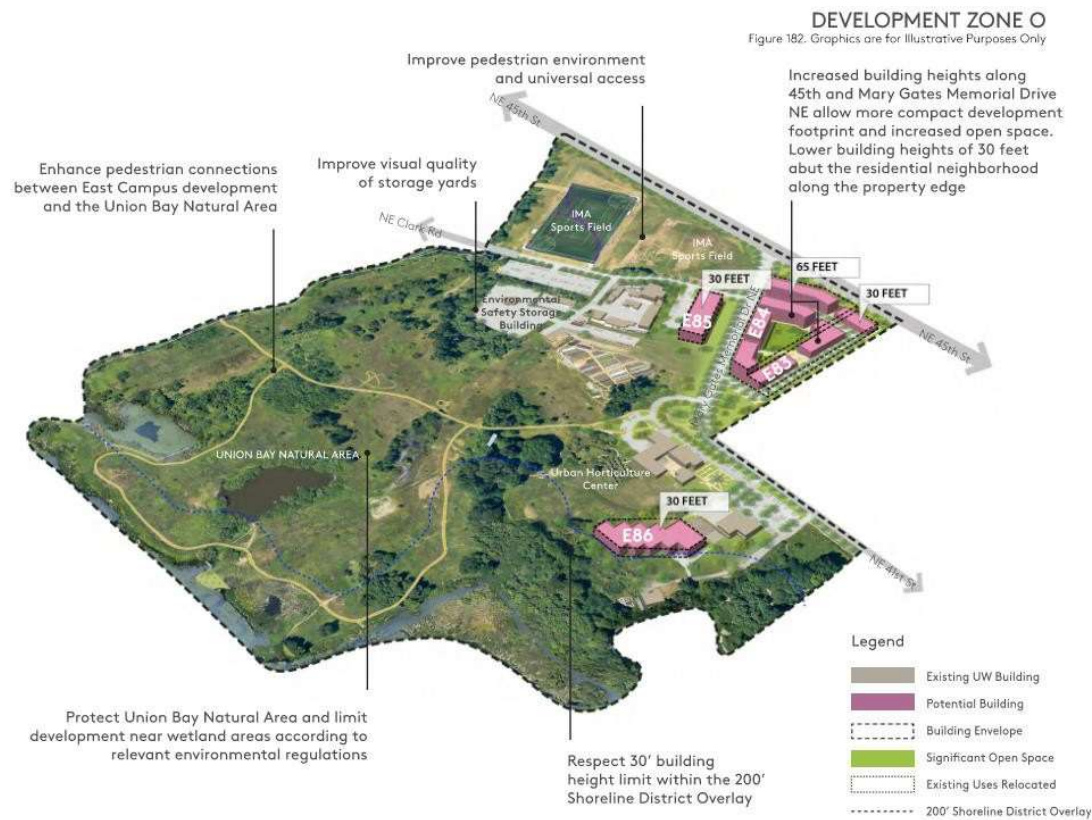 DEVELOPMENT ZONE O
Figure 182. Graphics are for Illustrative Purposes Only
Improve pedestrian environment
and universal access
Increased building heights along
45th and Mary Gates Memorial Drive
NE allow more compact development
footprint and increased open space.
Lower building heights of 30 feet
abut the residential neighborhood
along the property edge
Enhance pedestrian connections
between East Campus development
and the Union Bay Natural Area
Improve visual quality
of storage yards
NE 45th St
NE Clark Rd
IMA
Sports Field
IMA
Sports Field
65 FEET
30 FEET
30 FEET
Environmental
Safety Storage
Building
E85
E84
E83
Mary Gates Memorial Dr NE
NE 45th St
UNION BAY NATURAL AREA
Urban Horticulture
Center
30 FEET
E86
NE 41st St
Protect Union Bay Natural Area and limit
development near wetland areas according to
relevant environmental regulations
Respect 30' building
height limit within the 200'
Shoreline District Overlay
Legend
Existing UW Building
Potential Building
Building Envelope
Significant Open Space
Existing Uses Relocated
200' Shoreline District Overlay